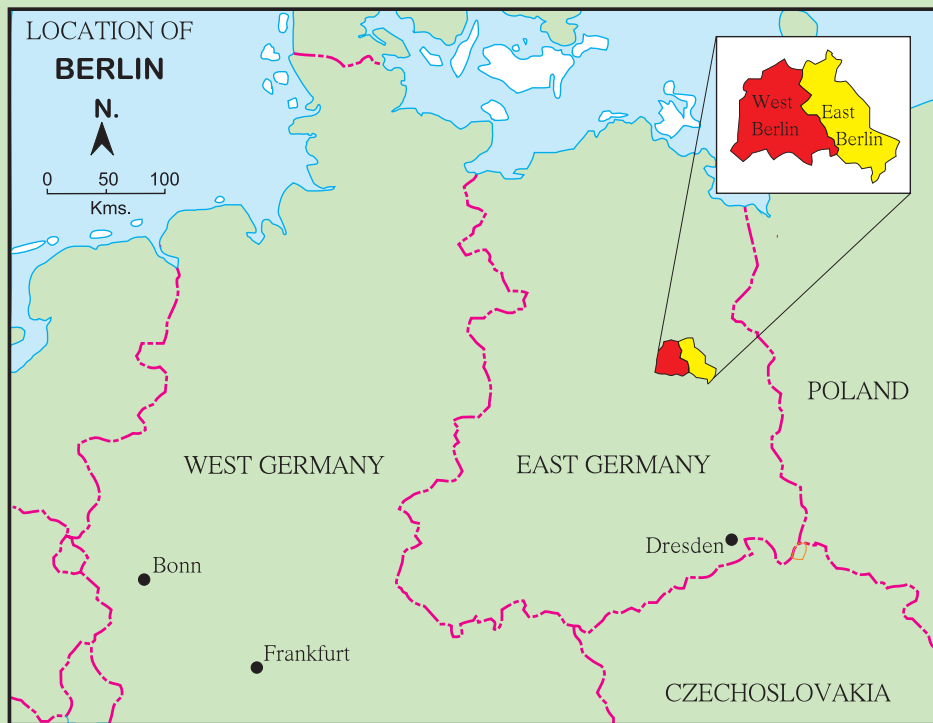 LOCATION OF
BERLIN
N.
0 50 100
Kms.
West
Berlin
East
Berlin
POLAND
WEST GERMANY
EAST GERMANY
Dresden
Bonn
Frankfurt
CZECHOSLOVAKIA